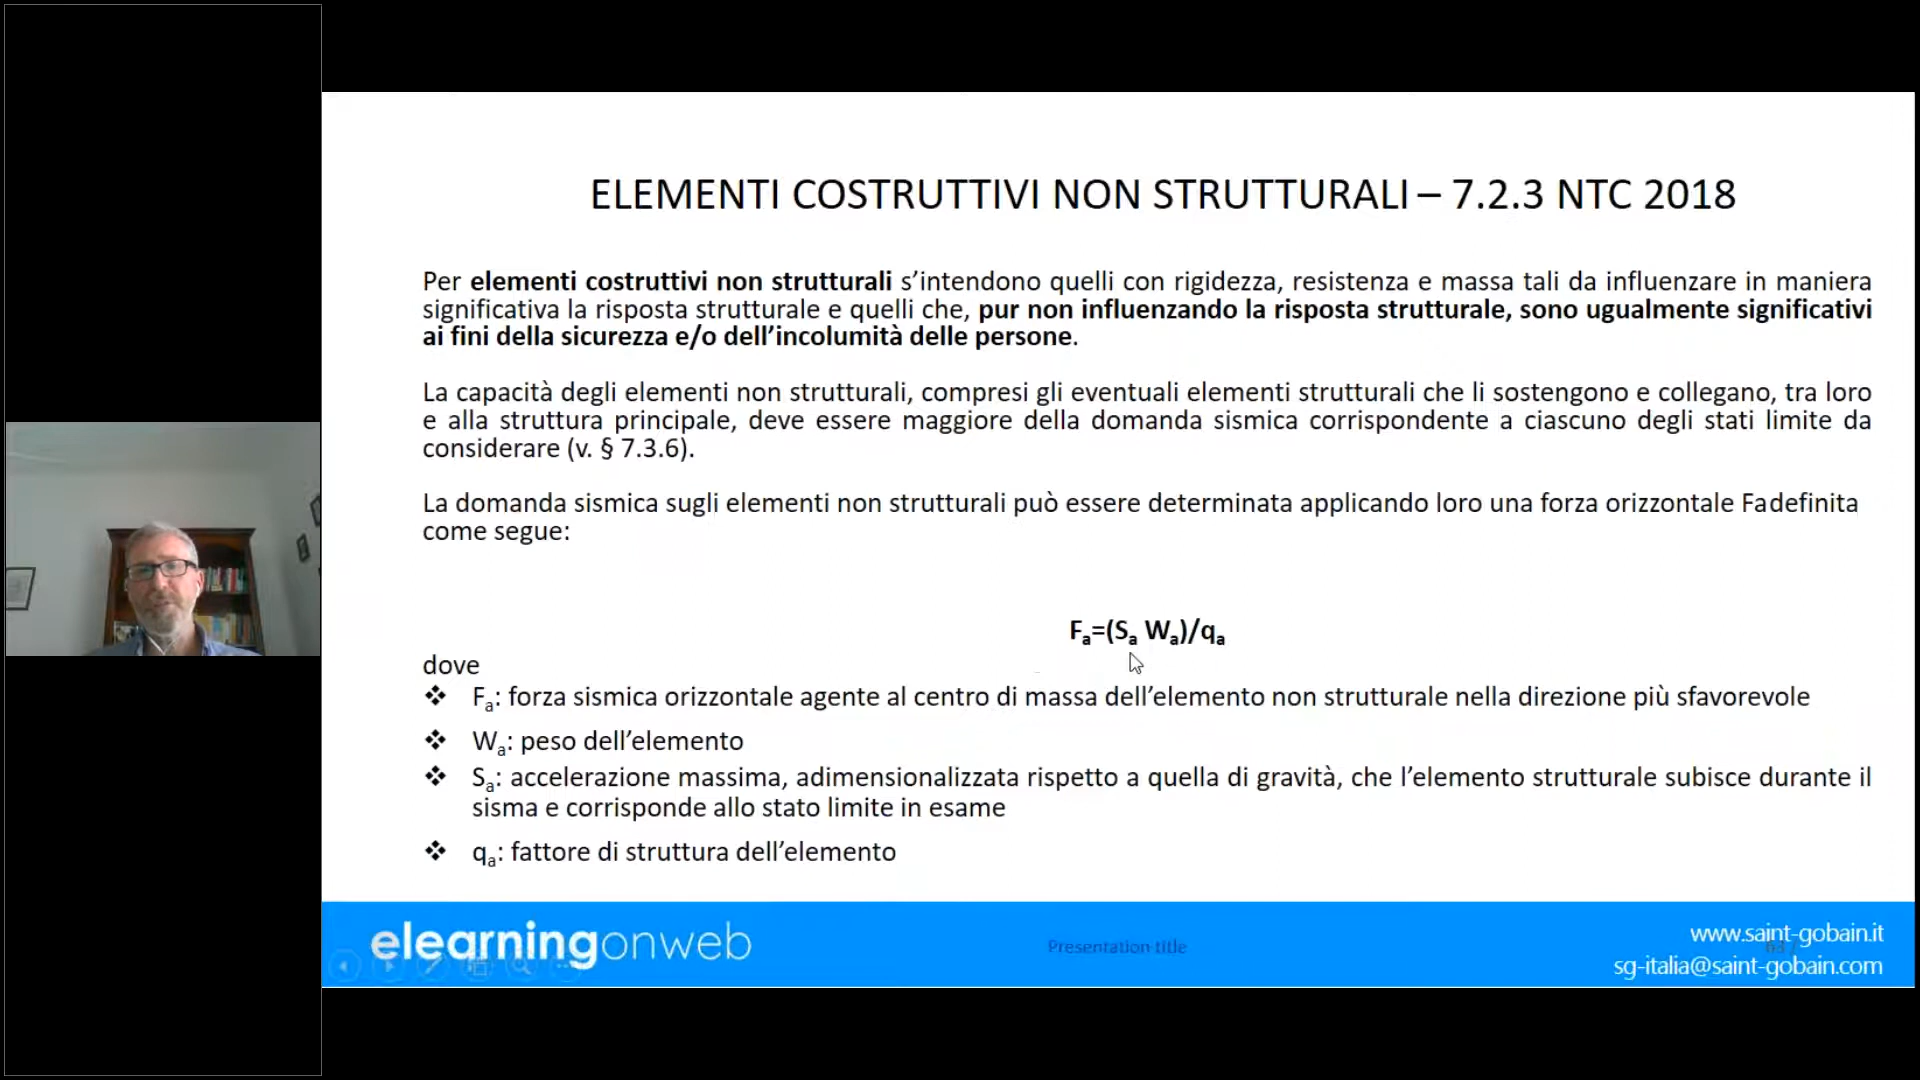 ELEMENTI COSTRUTTIVI NON STRUTTURALI – 7.2.3 NTC 2018
Per elementi costruttivi non strutturali s’intendono quelli con rigidezza, resistenza e massa tali da influenzare in maniera
significativa la risposta strutturale e quelli che, pur non influenzando la risposta strutturale, sono ugualmente significativi
ai fini della sicurezza e/o dell’incolumità delle persone.
La capacità degli elementi non strutturali, compresi gli eventuali elementi strutturali che li sostengono e collegano, tra loro
e alla struttura principale, deve essere maggiore della domanda sismica corrispondente a ciascuno degli stati limite da
considerare (v. § 7.3.6).
La domanda sismica sugli elementi non strutturali può essere determinata applicando loro una forza orizzontale Fadefinita
come segue:
Fa=(Sa Wa)/qa
dove
❖ Fa: forza sismica orizzontale agente al centro di massa dell’elemento non strutturale nella direzione più sfavorevole
❖ Wa: peso dell’elemento
❖ Sa: accelerazione massima, adimensionalizzata rispetto a quella di gravità, che l’elemento strutturale subisce durante il
sisma e corrisponde allo stato limite in esame
❖ qa: fattore di struttura dell’elemento
elearningonweb
Presentation title
www.saint-gobain.it
sg-italia@saint-gobain.com